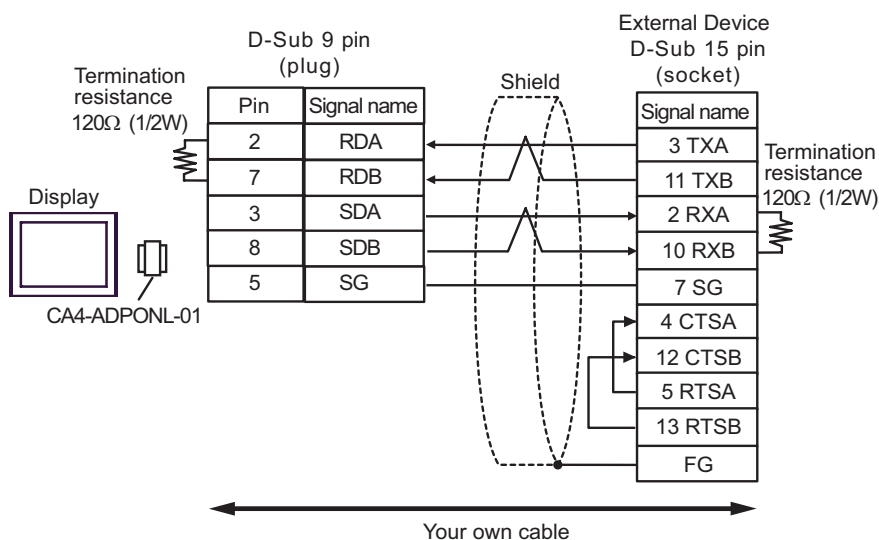 External Device
D-Sub 15 pin
(socket)
D-Sub 9 pin
(plug)
Shield
Termination
resistance
120Ω (1/2W)
Pin Signal name
2 RDA
7 RDB
3 SDA
8 SDB
5 SG
Signal name
3 TXA
11 TXB
2 RXA
10 RXB
7 SG
4 CTSA
12 CTSB
5 RTSA
13 RTSB
FG
Termination
resistance
120Ω (1/2W)
Display
CA4-ADPONL-01
Your own cable